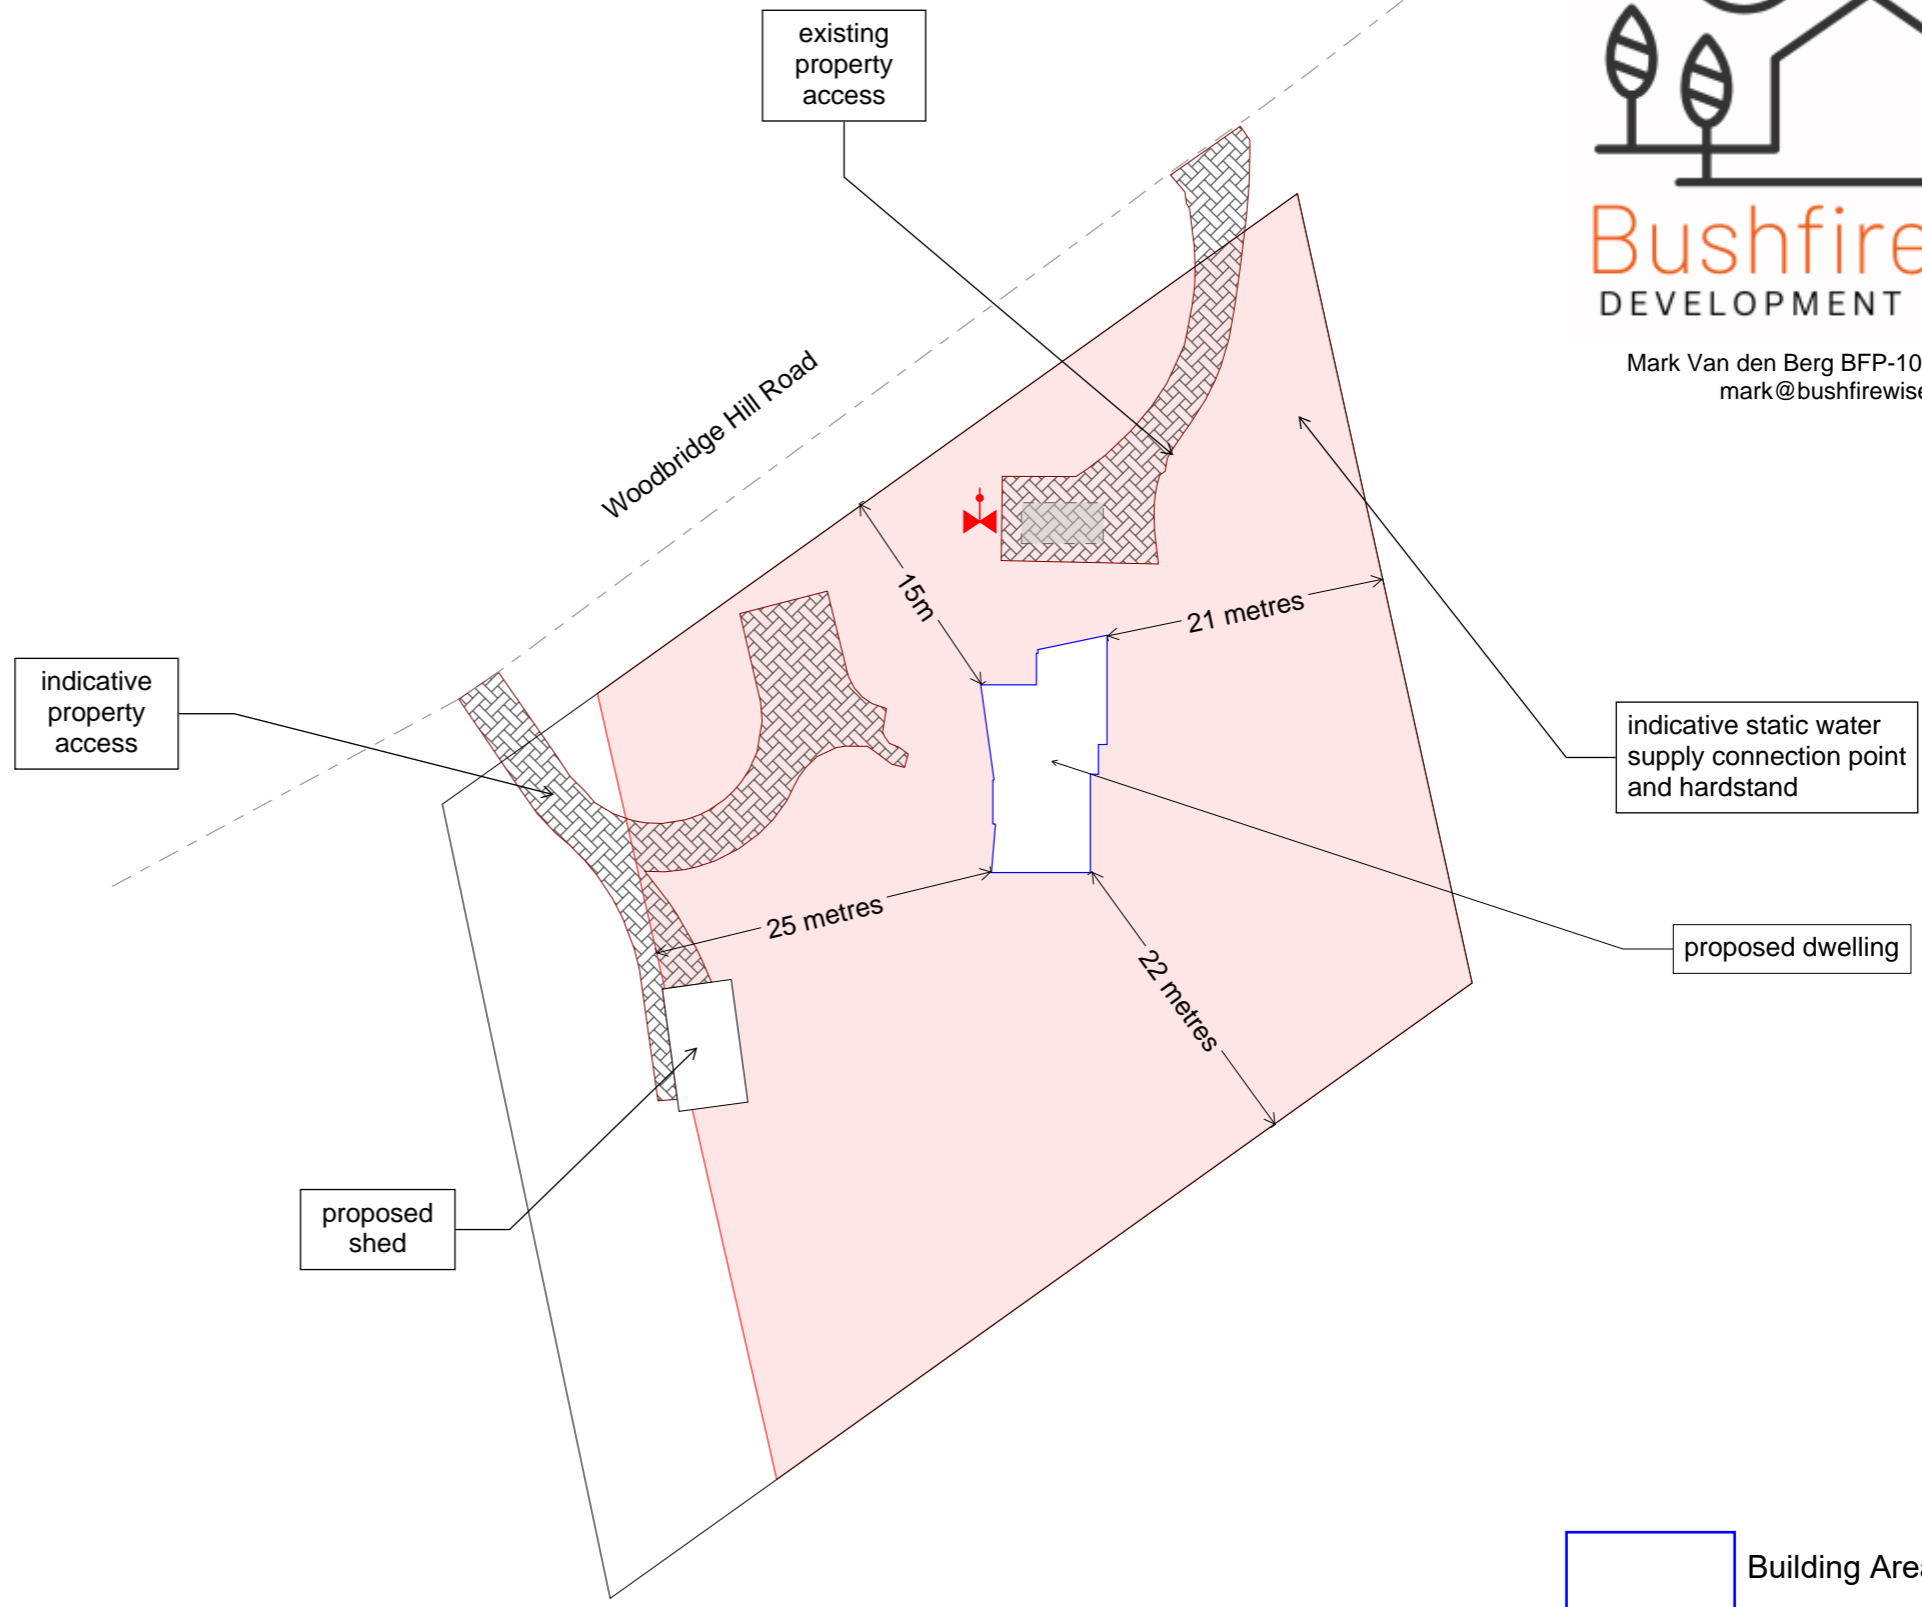 existing
property
access
Bushfire
DEVELOPMENT
Mark Van den Berg BFP-10
mark@bushfirewise
Woodbridge Hill Road
15m
21 metres
indicative
property
access
indicative static water
supply connection point
and hardstand
25 metres
22 metres
proposed dwelling
proposed
shed
Building Area